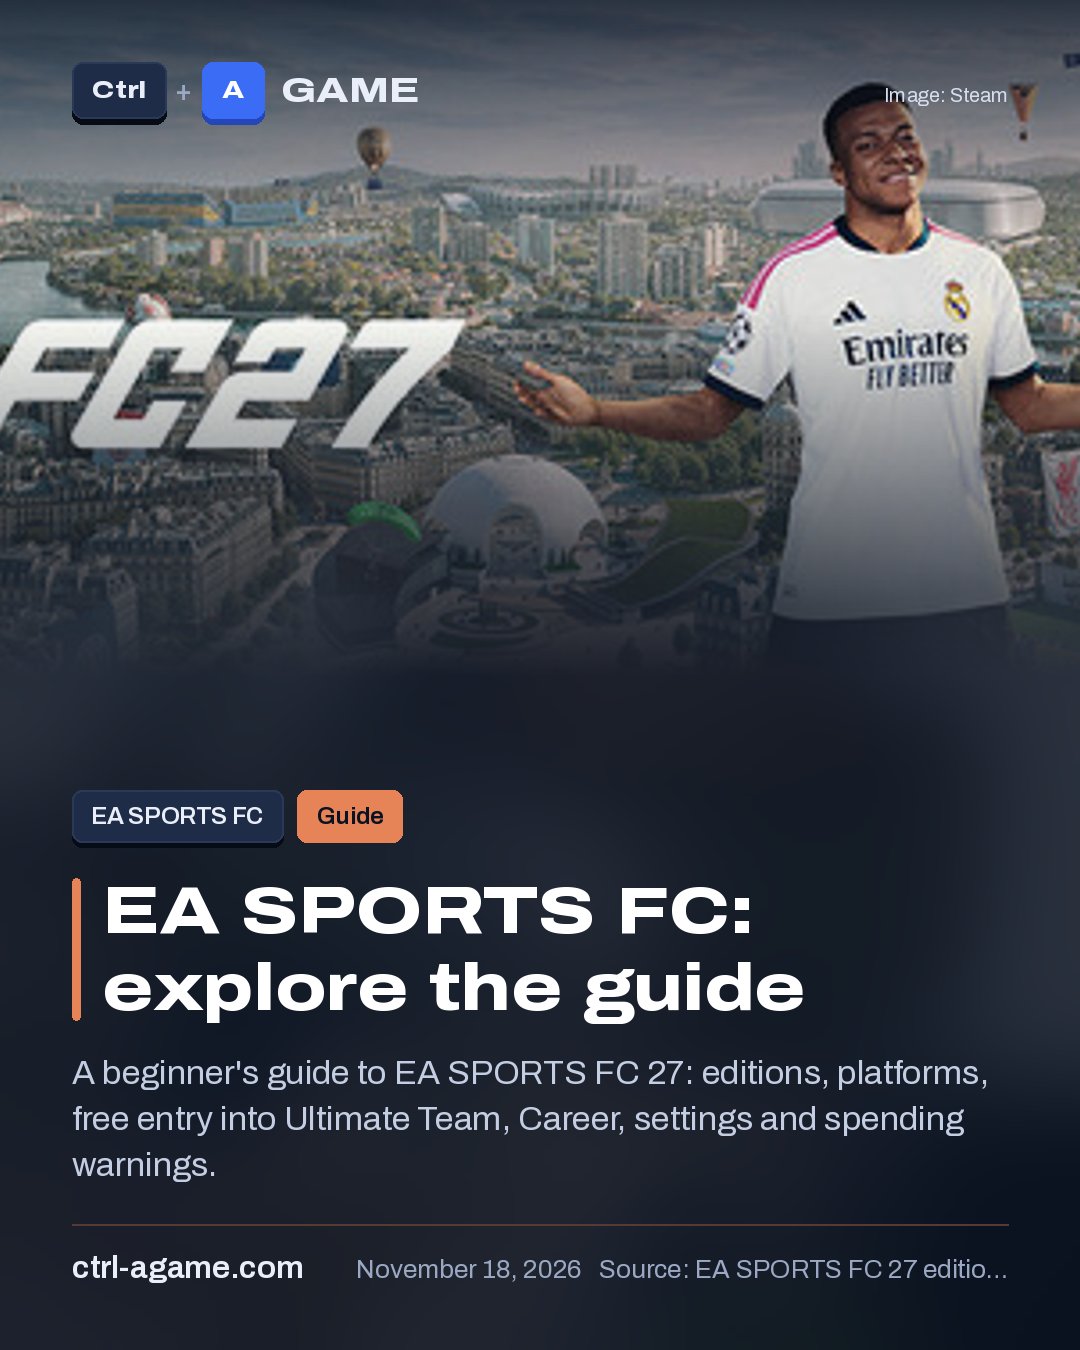 Ctrl + A GAME
Image: Steam
FC27
Emirates
FLY BETTER
EA SPORTS FC
Guide
EA SPORTS FC:
explore the guide
A beginner's guide to EA SPORTS FC 27: editions, platforms,
free entry into Ultimate Team, Career, settings and spending
warnings.
ctrl-agame.com
November 18, 2026 Source: EA SPORTS FC 27 editio...